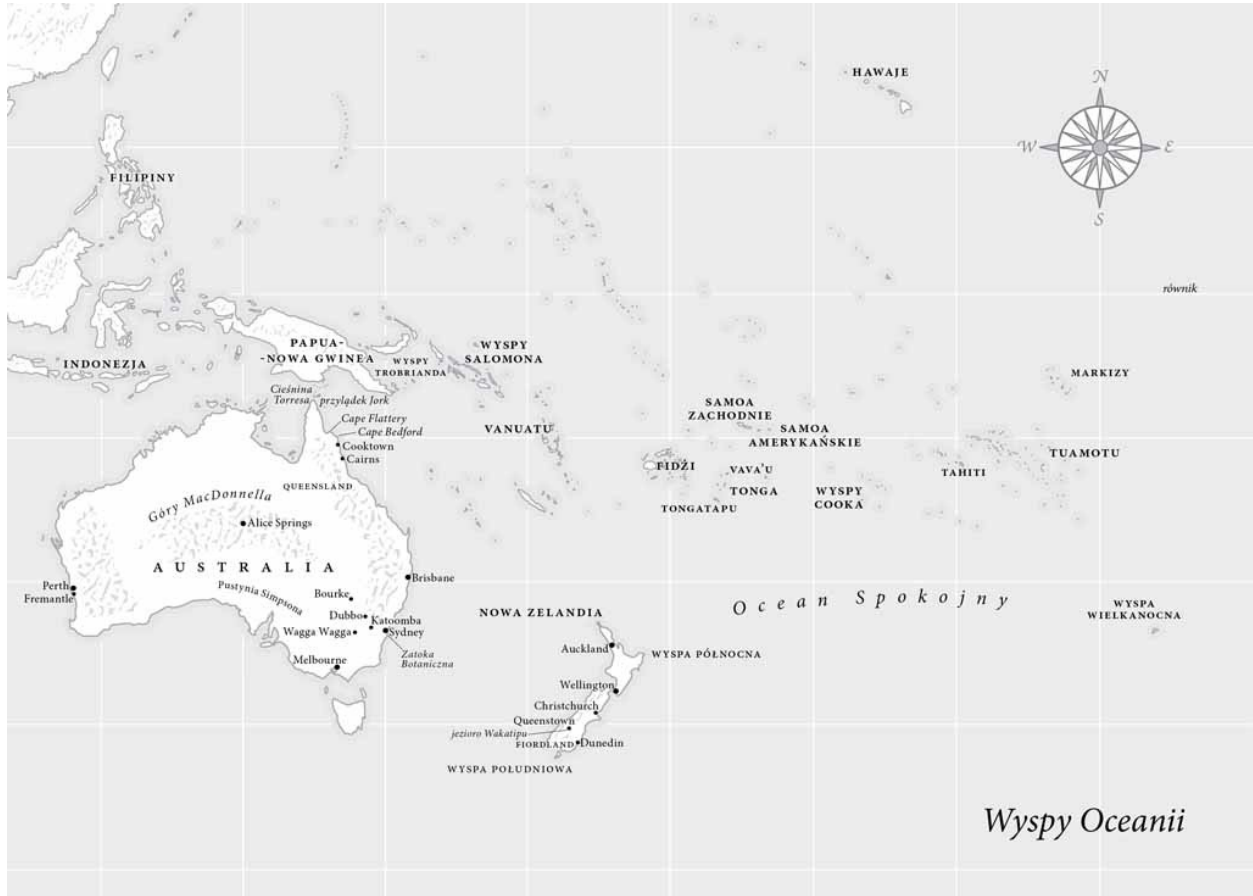 HAWAJE
N
W
E
S
FILIPINY
równik
PAPUA-
-NOWA GWINEA
WYSPY
TROBRIANDA
WYSPY
SALOMONA
INDONEZJA
MARKIZY
Cieśnina
Torresa
przylądek Jork
Cape Flattery
Cape Bedford
Cooktown
Cairns
QUEENSLAND
VANUATU
SAMOA
ZACHODNIE
SAMOA
AMERYKAŃSKIE
FIDŻI
VAVA'U
TONGA
TONGATAPU
WYSPY
COOKA
TAHITI
TUAMOTU
Góry MacDonnella
Alice Springs
AUSTRALIA
Perth
Fremantle
Pustynia Simpsona
Brisbane
Bourke
Dubbo
Katoomba
Wagga Wagga
Sydney
Zatoka
Botaniczna
Melbourne
NOWA ZELANDIA
Ocean Spokojny
WYSPA
WIELKANOCNA
Auckland
WYSPA PÓŁNOCNA
Wellington
Christchurch
Queenstown
jezioro Wakatipu
FIORDLAND
Dunedin
WYSPA POŁUDNIOWA
Wyspy Oceanii